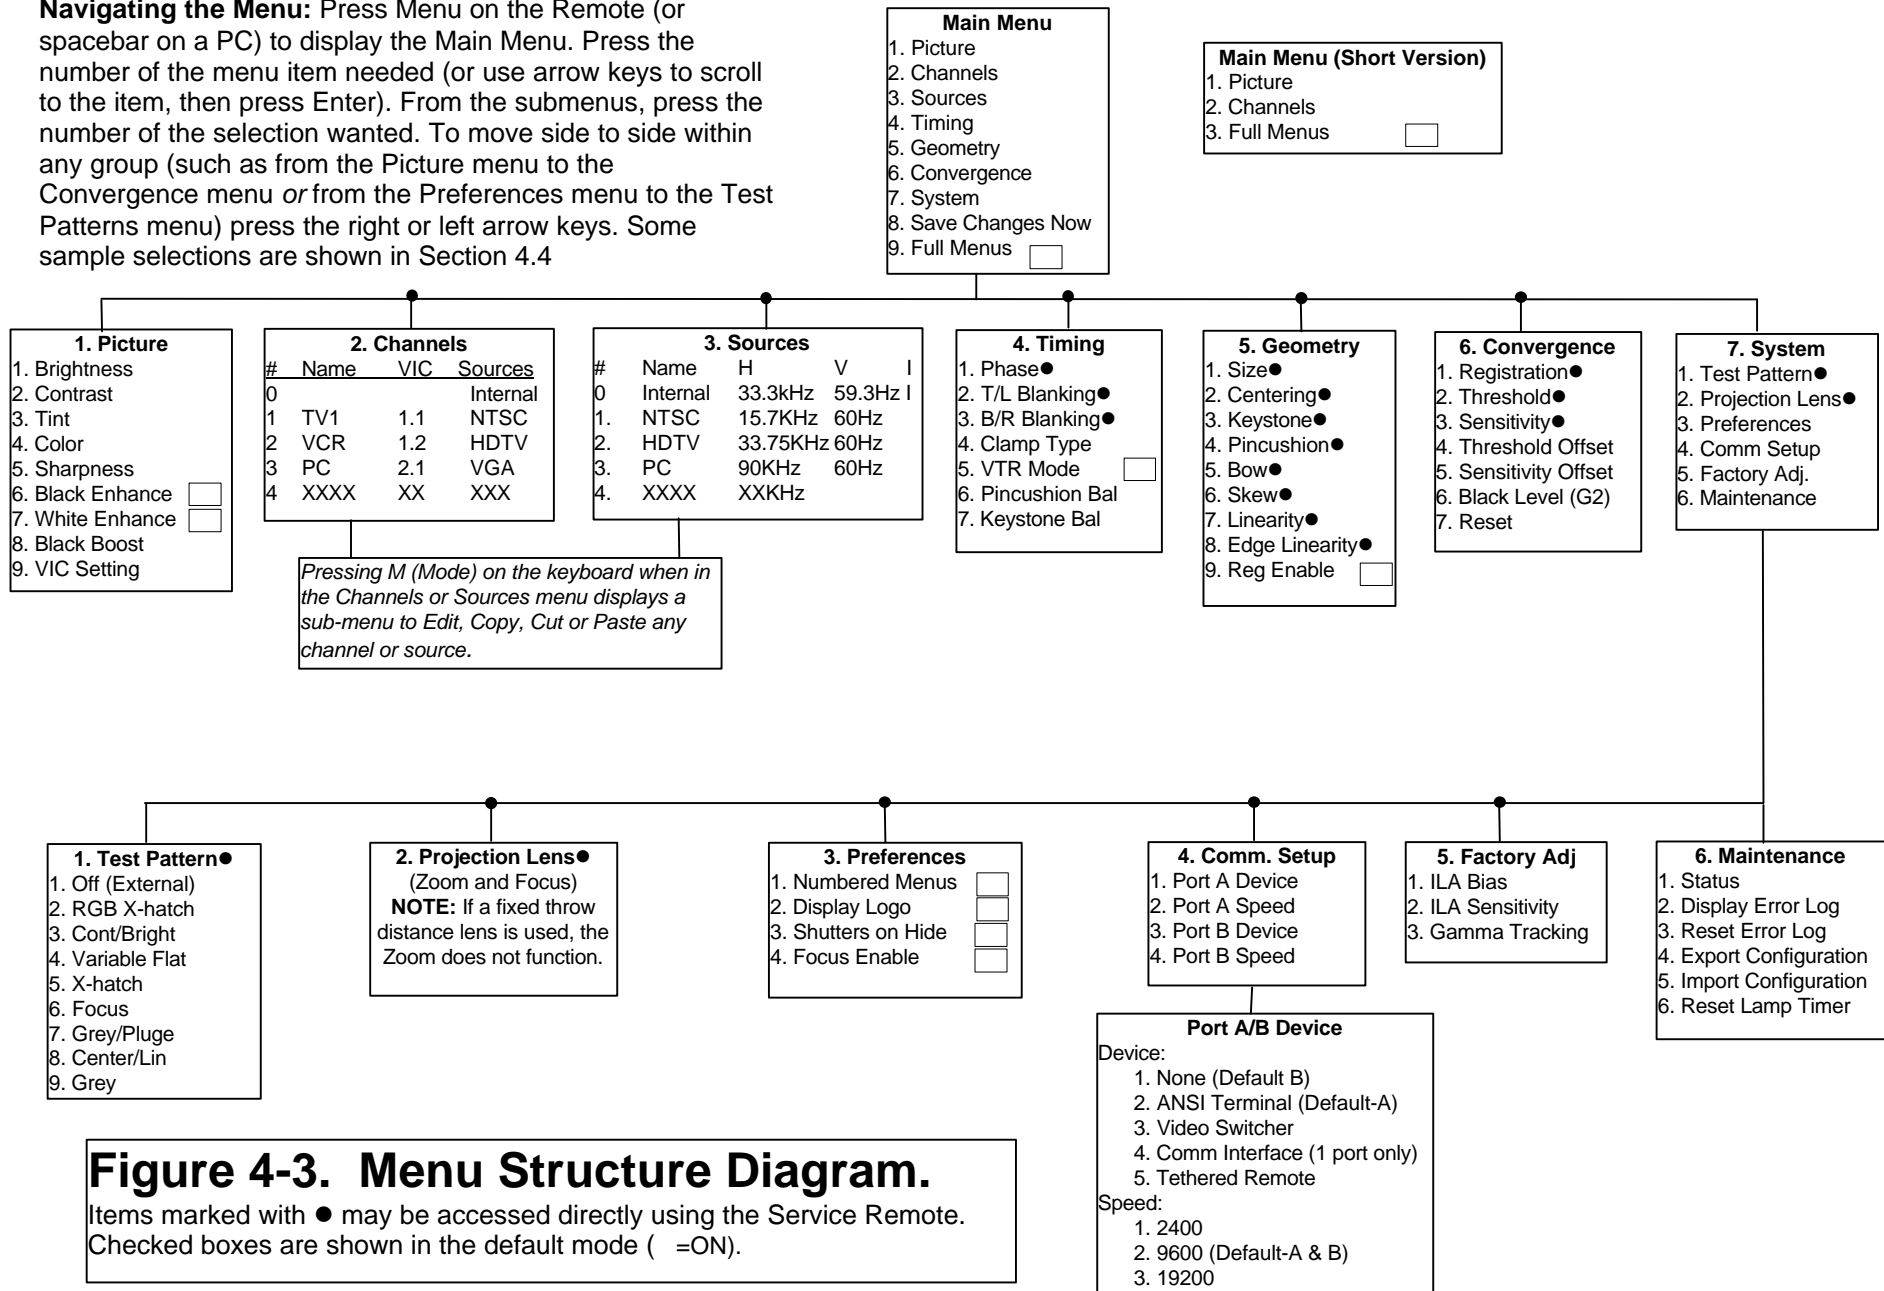 Navigating the Menu: Press Menu on the Remote (or
spacebar on a PC) to display the Main Menu. Press the
number of the menu item needed (or use arrow keys to scroll
to the item, then press Enter). From the submenus, press the
number of the selection wanted. To move side to side within
any group (such as from the Picture menu to the
Convergence menu or from the Preferences menu to the Test
Patterns menu) press the right or left arrow keys. Some
sample selections are shown in Section 4.4
Main Menu
1. Picture
2. Channels
3. Sources
4. Timing
5. Geometry
6. Convergence
7. System
8. Save Changes Now
9. Full Menus
Main Menu (Short Version)
1. Picture
2. Channels
3. Full Menus
1. Picture
1. Brightness
2. Contrast
3. Tint
4. Color
5. Sharpness
6. Black Enhance
7. White Enhance
8. Black Boost
9. VIC Setting
2. Channels
# Name VIC Sources
0 Internal
1 TV1 1.1 NTSC
2 VCR 1.2 HDTV
3 PC 2.1 VGA
4 XXXX XX XXX
3. Sources
# Name H V I
0 Internal 33.3kHz 59.3Hz I
1. NTSC 15.7KHz 60Hz
2. HDTV 33.75KHz 60Hz
3. PC 90KHz 60Hz
4. XXXX XXKHz
Pressing M (Mode) on the keyboard when in
the Channels or Sources menu displays a
sub-menu to Edit, Copy, Cut or Paste any
channel or source.
4. Timing
1. Phase●
2. T/L Blanking●
3. B/R Blanking●
4. Clamp Type
5. VTR Mode
6. Pincushion Bal
7. Keystone Bal
5. Geometry
1. Size●
2. Centering●
3. Keystone●
4. Pincushion●
5. Bow●
6. Skew●
7. Linearity●
8. Edge Linearity●
9. Reg Enable
6. Convergence
1. Registration●
2. Threshold●
3. Sensitivity●
4. Threshold Offset
5. Sensitivity Offset
6. Black Level (G2)
7. Reset
7. System
1. Test Pattern●
2. Projection Lens●
3. Preferences
4. Comm Setup
5. Factory Adj.
6. Maintenance
1. Test Pattern●
1. Off (External)
2. RGB X-hatch
3. Cont/Bright
4. Variable Flat
5. X-hatch
6. Focus
7. Grey/Pluge
8. Center/Lin
9. Grey
2. Projection Lens●
(Zoom and Focus)
NOTE: If a fixed throw
distance lens is used, the
Zoom does not function.
3. Preferences
1. Numbered Menus
2. Display Logo
3. Shutters on Hide
4. Focus Enable
4. Comm. Setup
1. Port A Device
2. Port A Speed
3. Port B Device
4. Port B Speed
Port A/B Device
Device:
1. None (Default B)
2. ANSI Terminal (Default-A)
3. Video Switcher
4. Comm Interface (1 port only)
5. Tethered Remote
Speed:
1. 2400
2. 9600 (Default-A & B)
3. 19200
5. Factory Adj
1. ILA Bias
2. ILA Sensitivity
3. Gamma Tracking
6. Maintenance
1. Status
2. Display Error Log
3. Reset Error Log
4. Export Configuration
5. Import Configuration
6. Reset Lamp Timer
Figure 4-3. Menu Structure Diagram.
Items marked with ● may be accessed directly using the Service Remote.
Checked boxes are shown in the default mode ( =ON).